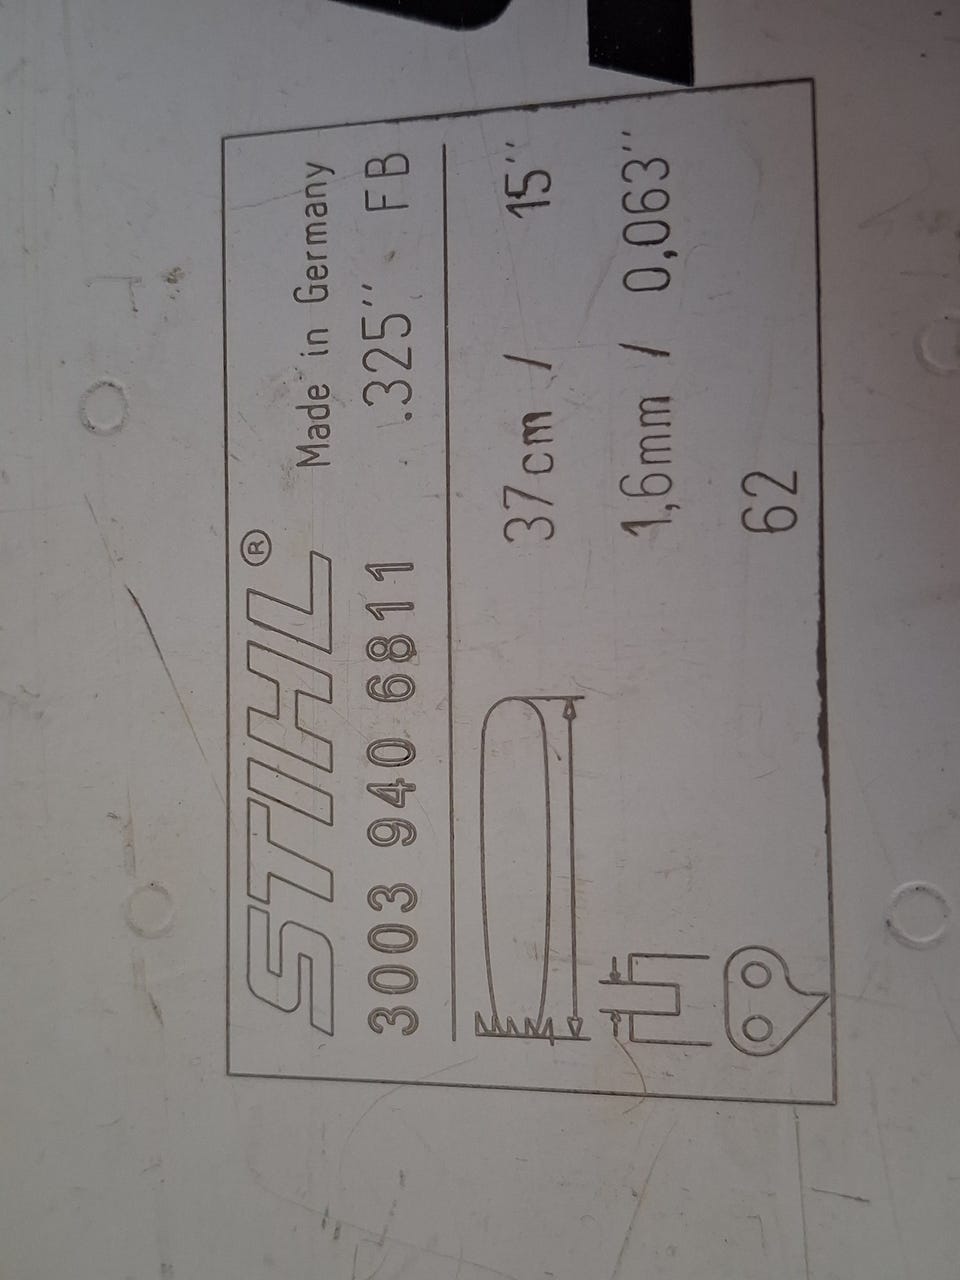 STIHL®
Made in Germany
3003 940 6811 .325'' FB
37cm / 15''
1,6mm / 0,063''
62